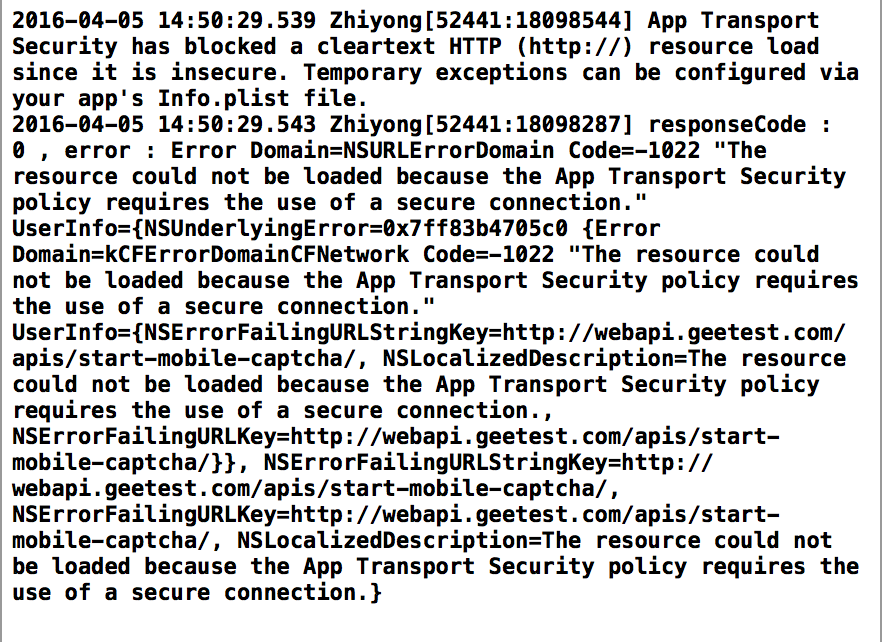 2016-04-05 14:50:29.539 Zhiyong[52441:18098544] App Transport
Security has blocked a cleartext HTTP (http://) resource load
since it is insecure. Temporary exceptions can be configured via
your app's Info.plist file.
2016-04-05 14:50:29.543 Zhiyong[52441:18098287] responseCode :
0 , error : Error Domain=NSURLErrorDomain Code=-1022 "The
resource could not be loaded because the App Transport Security
policy requires the use of a secure connection."
UserInfo={NSUnderlyingError=0x7ff83b4705c0 {Error
Domain=kCFErrorDomainCFNetwork Code=-1022 "The resource could
not be loaded because the App Transport Security policy requires
the use of a secure connection."
UserInfo={NSErrorFailingURLStringKey=http://webapi.geetest.com/
apis/start-mobile-captcha/, NSLocalizedDescription=The resource
could not be loaded because the App Transport Security policy
requires the use of a secure connection.,
NSErrorFailingURLKey=http://webapi.geetest.com/apis/start-
mobile-captcha/}}, NSErrorFailingURLStringKey=http://
webapi.geetest.com/apis/start-mobile-captcha/,
NSErrorFailingURLKey=http://webapi.geetest.com/apis/start-
mobile-captcha/, NSLocalizedDescription=The resource could not
be loaded because the App Transport Security policy requires the
use of a secure connection.}